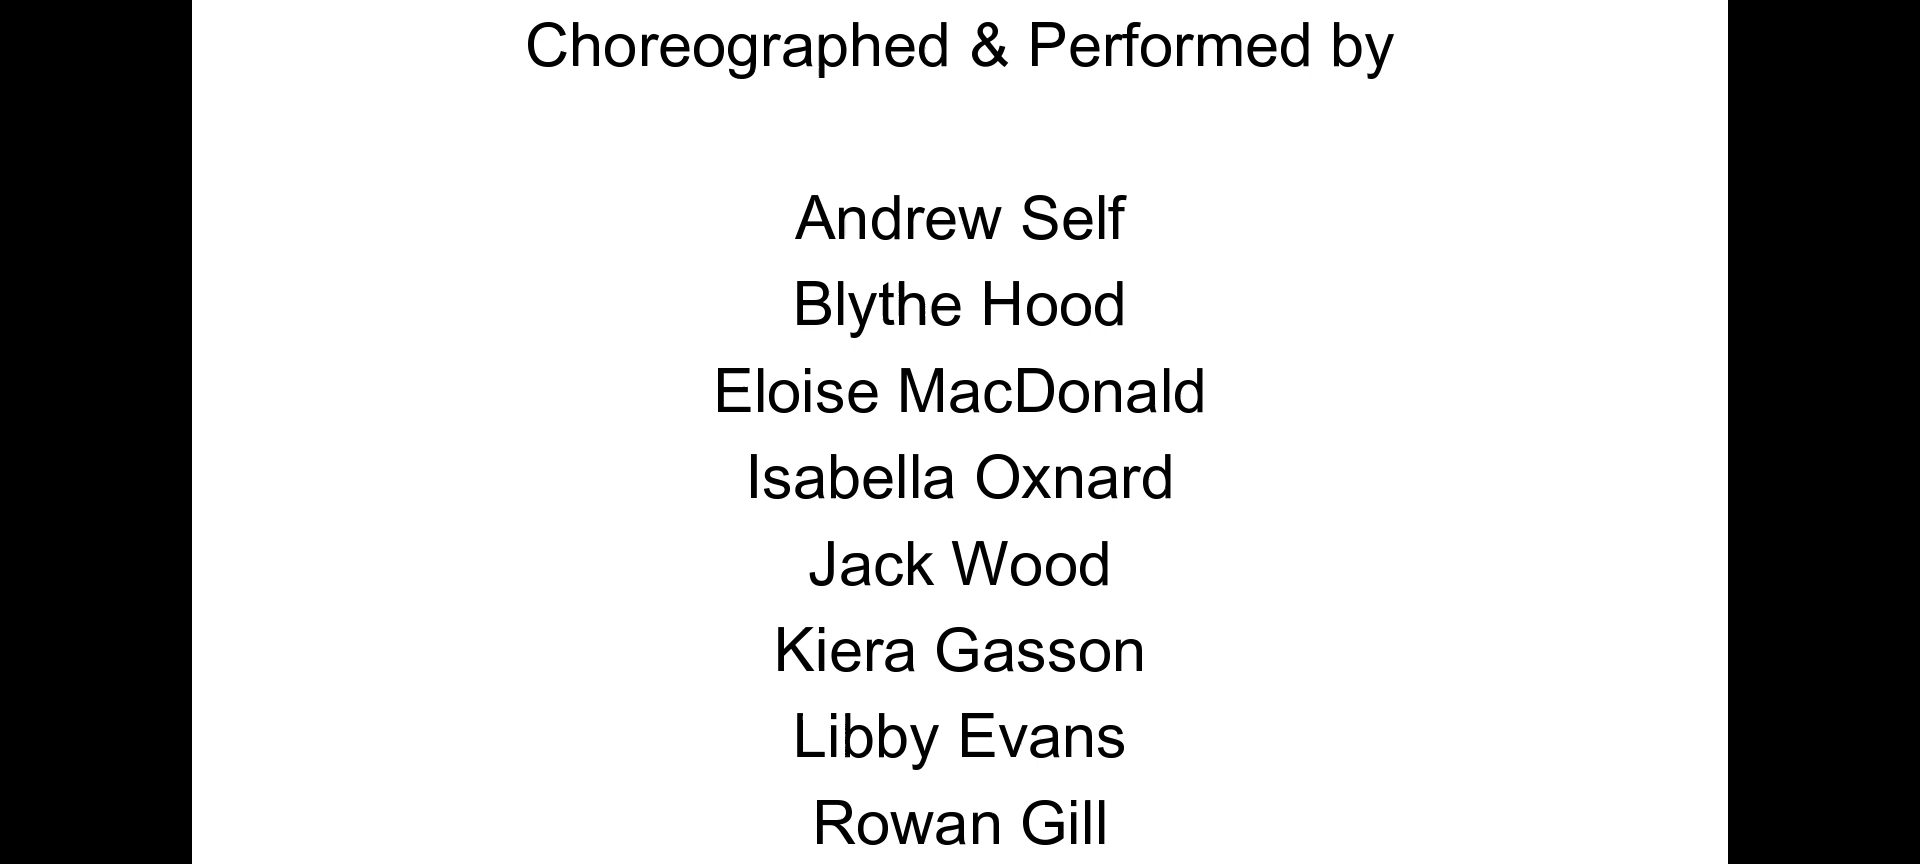 Choreographed & Performed by
Andrew Self
Blythe Hood
Eloise MacDonald
Isabella Oxnard
Jack Wood
Kiera Gasson
Libby Evans
Rowan Gill